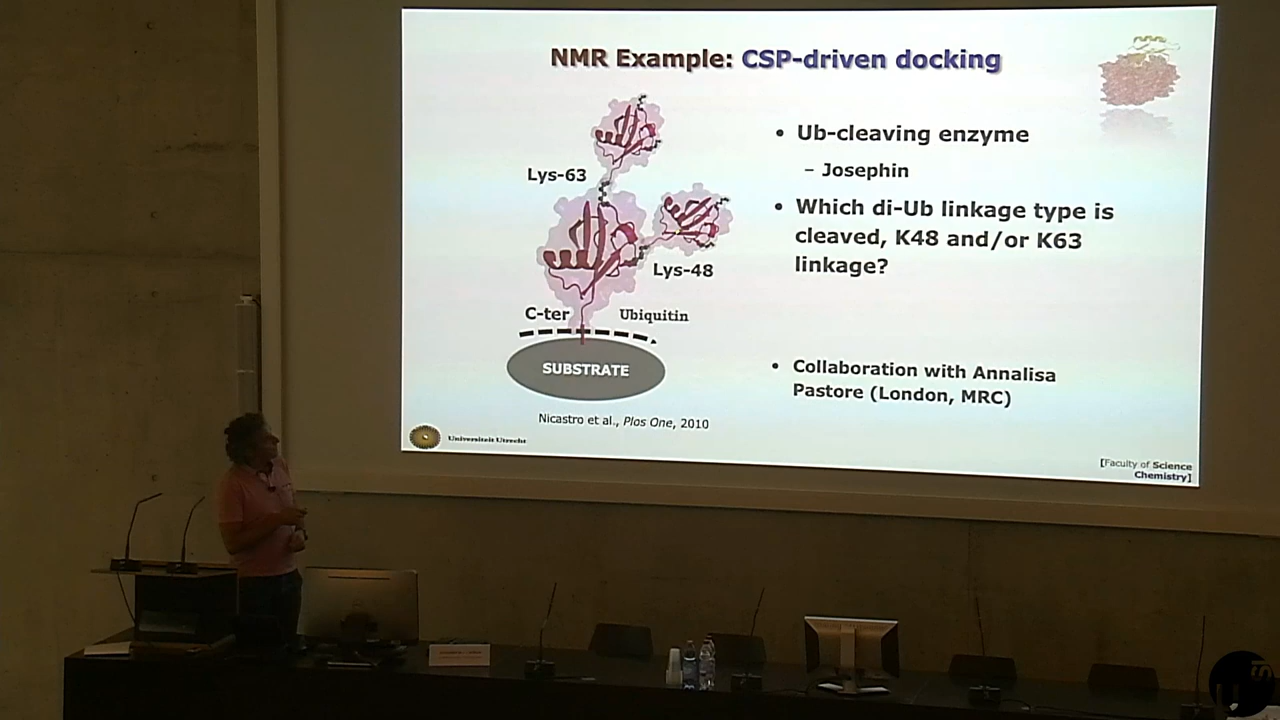 NMR Example: CSP-driven docking
Lys-63
Lys-48
C-ter
Ubiquitin
SUBSTRATE
Nicastro et al., Plos One, 2010
• Ub-cleaving enzyme
– Josephin
• Which di-Ub linkage type is
cleaved, K48 and/or K63
linkage?
• Collaboration with Annalisa
Pastore (London, MRC)
Universiteit Utrecht
[Faculty of Science
Chemistry]